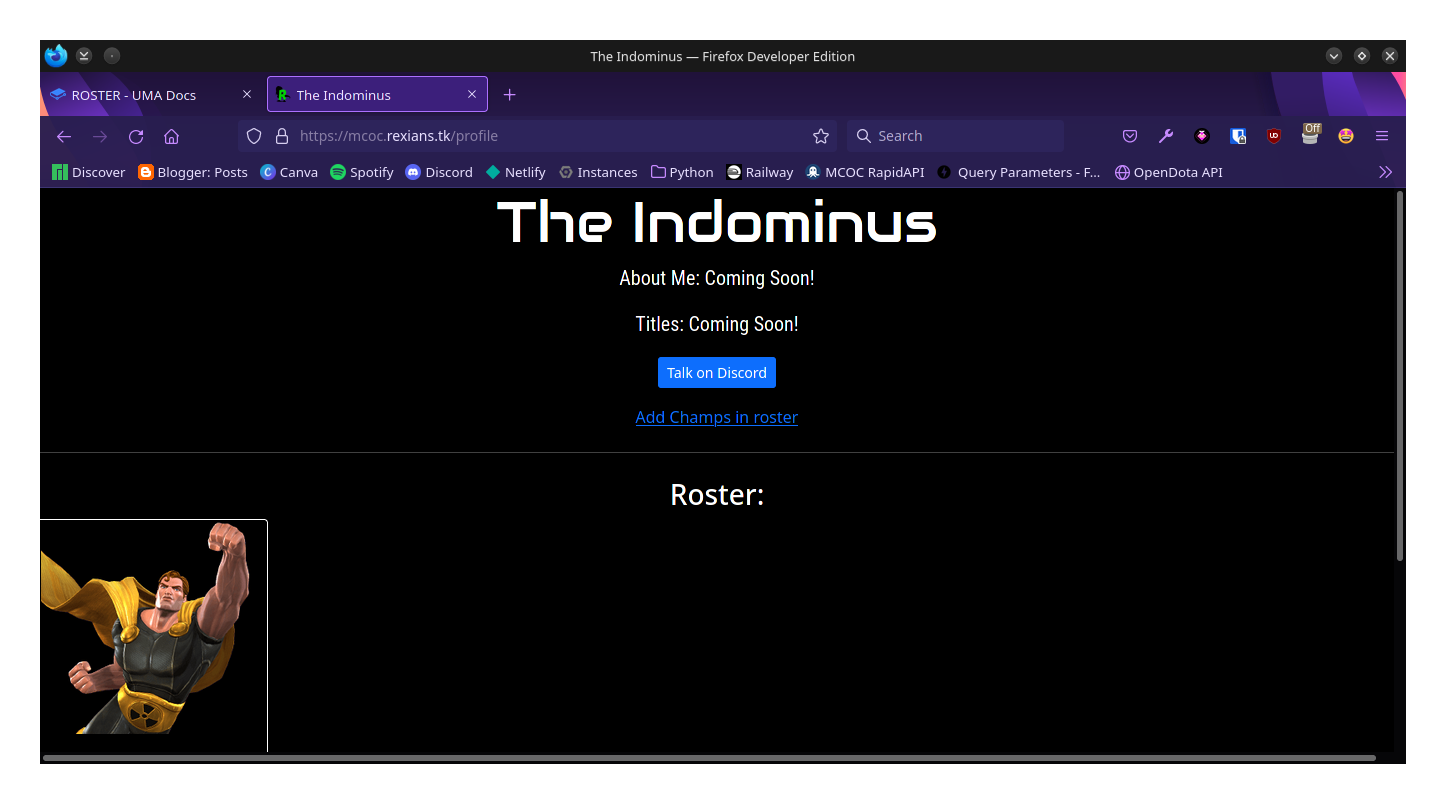 The Indominus — Firefox Developer Edition
ROSTER - UMA Docs
The Indominus
https://mcoc.rexians.tk/profile
Search
Off
Discover
Blogger: Posts
Canva
Spotify
Discord
Netlify
Instances
Python
Railway
MCOC RapidAPI
Query Parameters - F...
OpenDota API
The Indominus
About Me: Coming Soon!
Titles: Coming Soon!
Talk on Discord
Add Champs in roster
Roster: